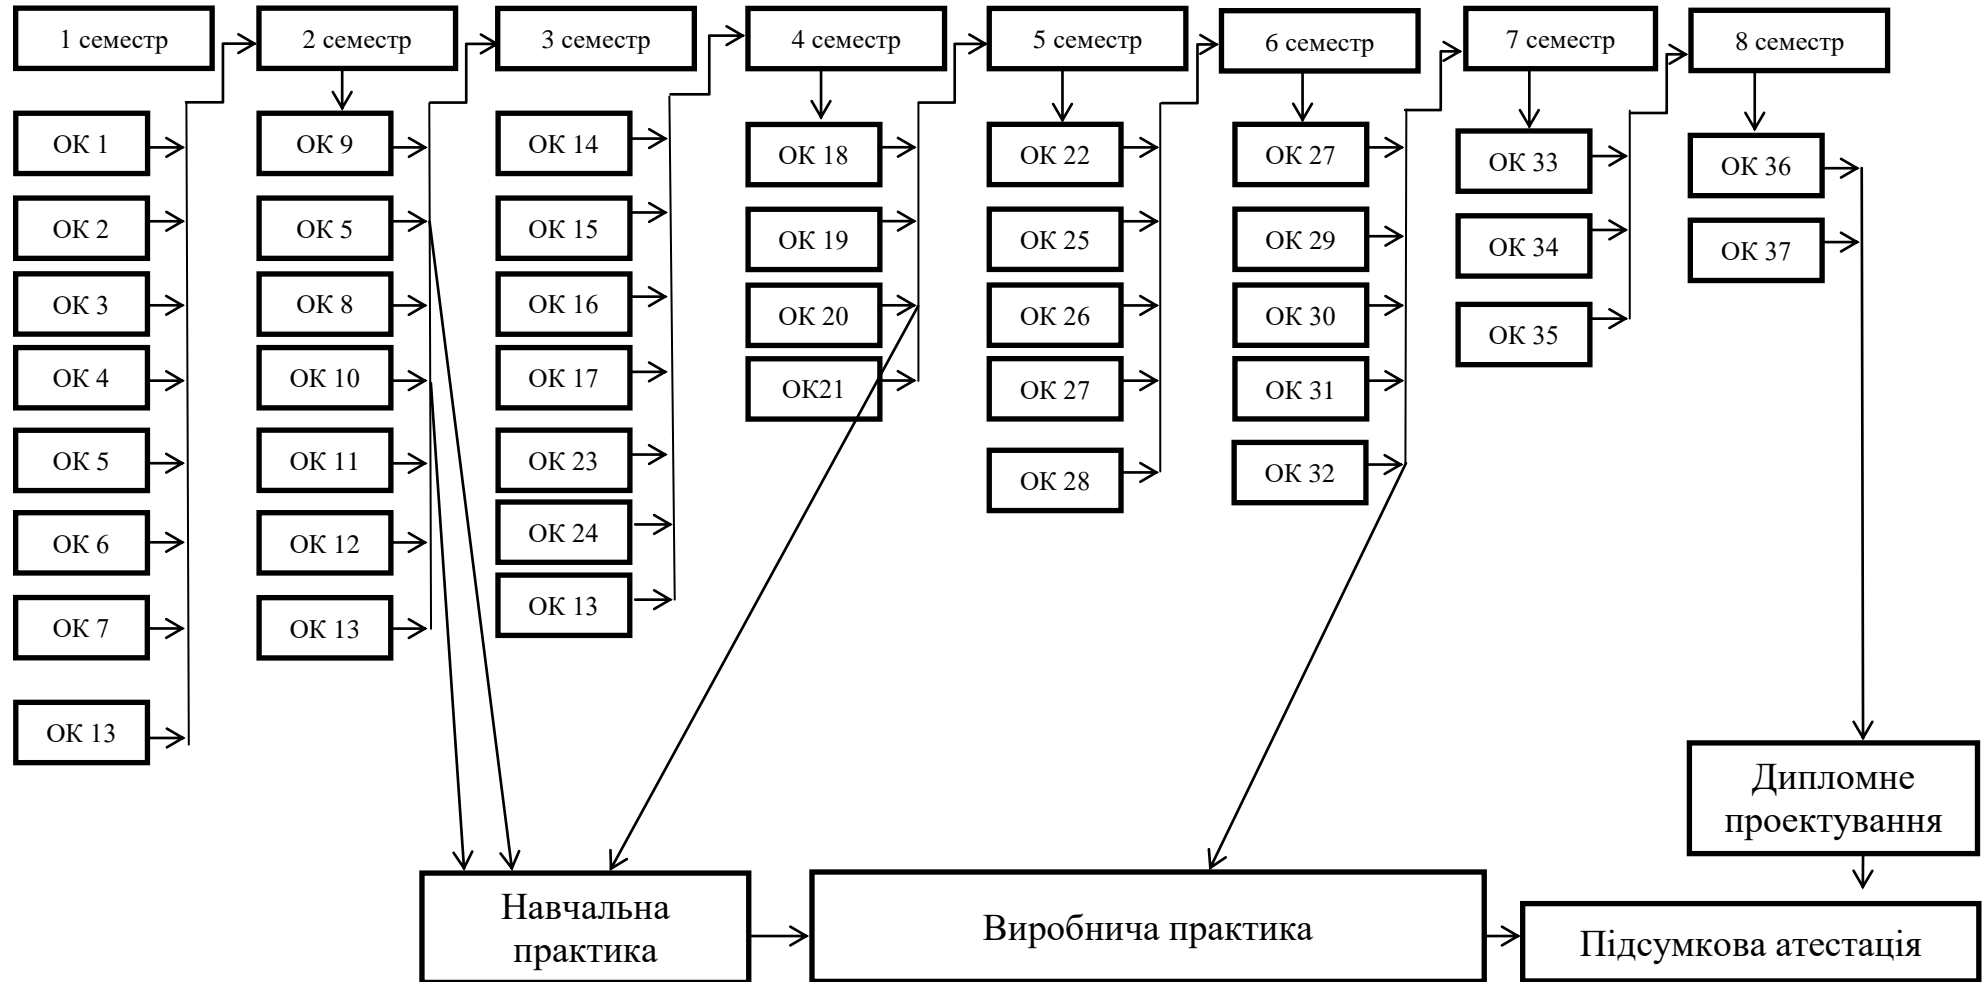 1 семестр
2 семестр
3 семестр
4 семестр
5 семестр
6 семестр
7 семестр
8 семестр
ОК 1
ОК 2
ОК 3
ОК 4
ОК 5
ОК 6
ОК 7
ОК 13
ОК 9
ОК 5
ОК 8
ОК 10
ОК 11
ОК 12
ОК 13
ОК 14
ОК 15
ОК 16
ОК 17
ОК 23
ОК 24
ОК 13
ОК 18
ОК 19
ОК 20
ОК21
ОК 22
ОК 25
ОК 26
ОК 27
ОК 28
ОК 27
ОК 29
ОК 30
ОК 31
ОК 32
ОК 33
ОК 34
ОК 35
ОК 36
ОК 37
Дипломне
проектування
Навчальна
практика
Виробнича практика
Підсумкова атестація